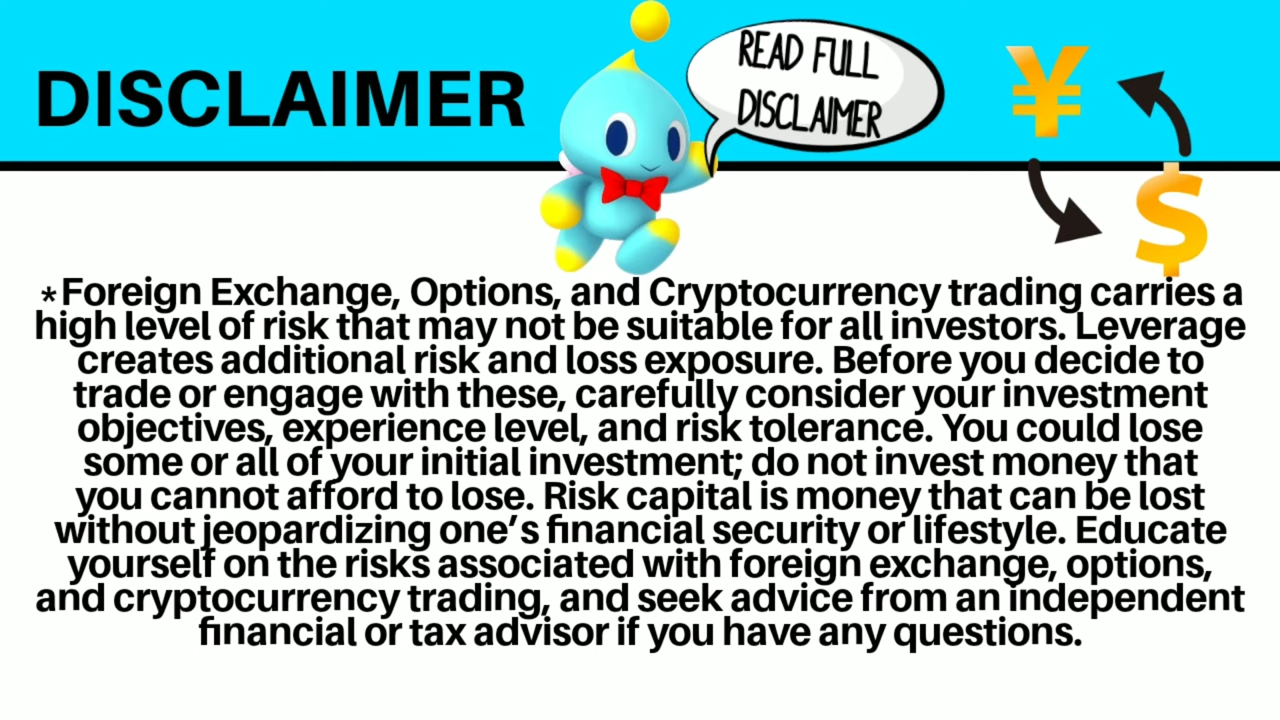 DISCLAIMER
READ FULL
DISCLAIMER
¥
$
*Foreign Exchange, Options, and Cryptocurrency trading carries a
high level of risk that may not be suitable for all investors. Leverage
creates additional risk and loss exposure. Before you decide to
trade or engage with these, carefully consider your investment
objectives, experience level, and risk tolerance. You could lose
some or all of your initial investment; do not invest money that
you cannot afford to lose. Risk capital is money that can be lost
without jeopardizing one’s financial security or lifestyle. Educate
yourself on the risks associated with foreign exchange, options,
and cryptocurrency trading, and seek advice from an independent
financial or tax advisor if you have any questions.